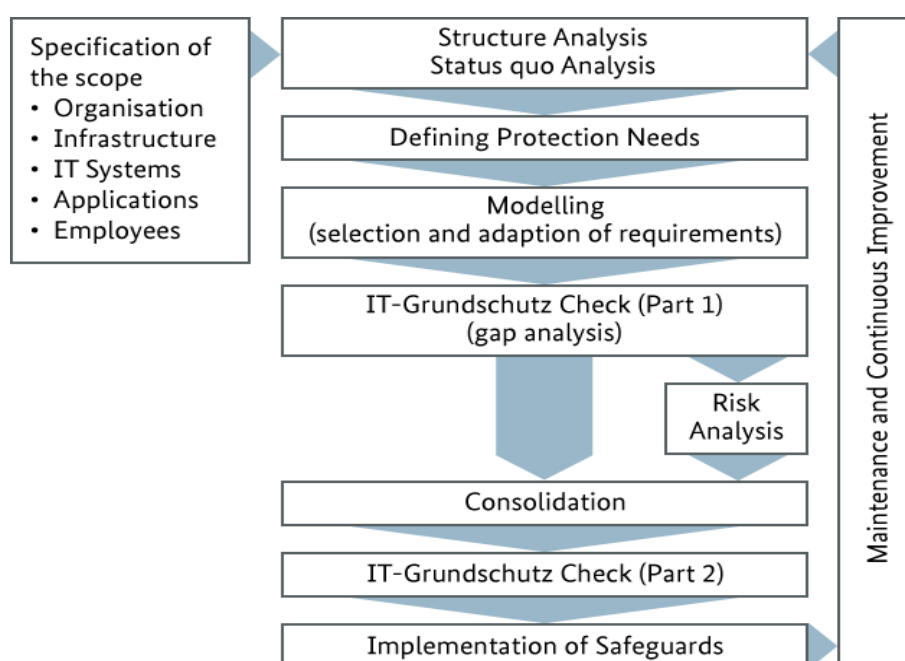 Specification of
the scope
• Organisation
• Infrastructure
• IT Systems
• Applications
• Employees
Structure Analysis
Status quo Analysis
Defining Protection Needs
Modelling
(selection and adaption of requirements)
IT-Grundschutz Check (Part 1)
(gap analysis)
Risk
Analysis
Consolidation
IT-Grundschutz Check (Part 2)
Implementation of Safeguards
Maintenance and Continuous Improvement